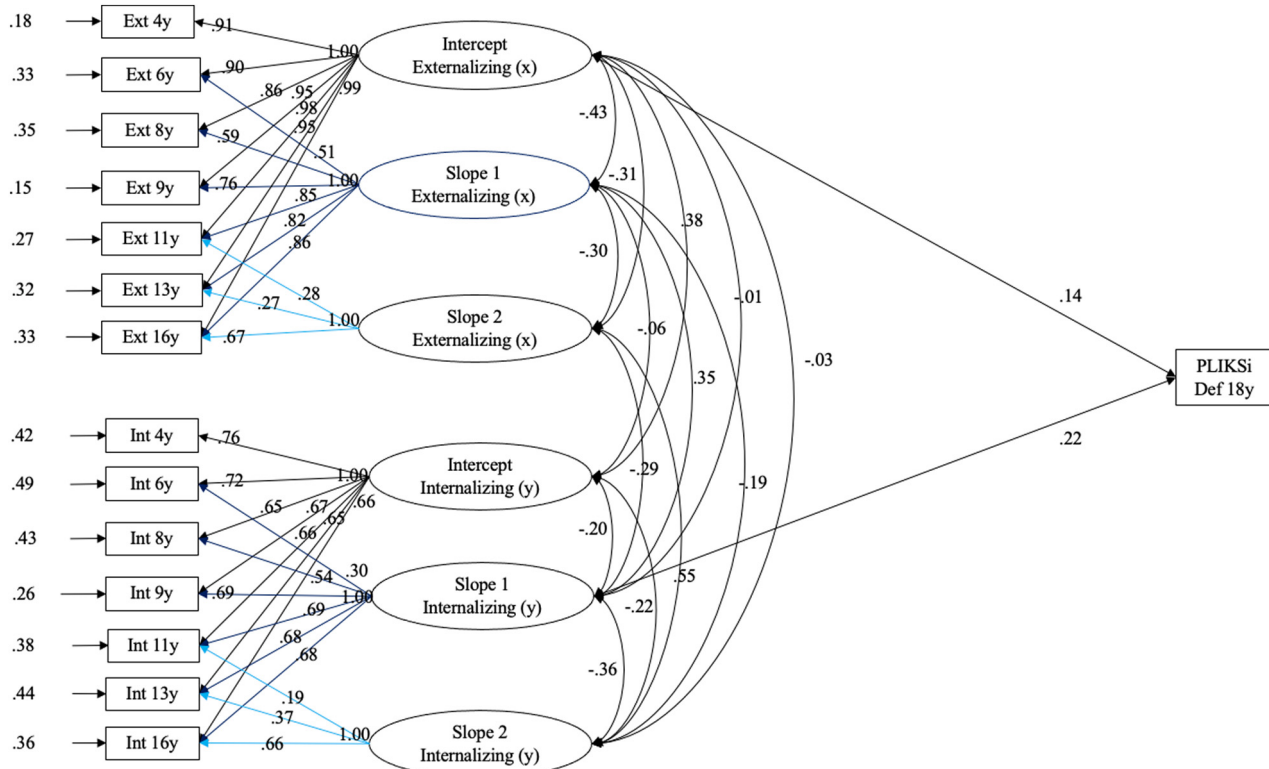 .18
Ext 4y
.91
1.00
Intercept
Externalizing (x)
.33
Ext 6y
.90
.86
.95
.98
.95
.99
-.43
.35
Ext 8y
.59
.51
1.00
Slope 1
Externalizing (x)
-.31
.15
Ext 9y
.76
.85
.82
.86
.38
.27
Ext 11y
-.30
-.01
.32
Ext 13y
.28
.27
1.00
Slope 2
Externalizing (x)
.14
.33
Ext 16y
.67
-.06
-.03
.35
PLIKSi
Def 18y
.42
Int 4y
.76
.22
.49
Int 6y
.72
1.00
Intercept
Internalizing (y)
-.29
-.19
.65
.67
.66
.65
.66
.43
Int 8y
-.20
.54
.30
.55
.26
Int 9y
.69
1.00
Slope 1
Internalizing (y)
-.22
.69
.38
Int 11y
.68
.68
-.36
.44
Int 13y
.19
.37
.36
Int 16y
.66
1.00
Slope 2
Internalizing (y)